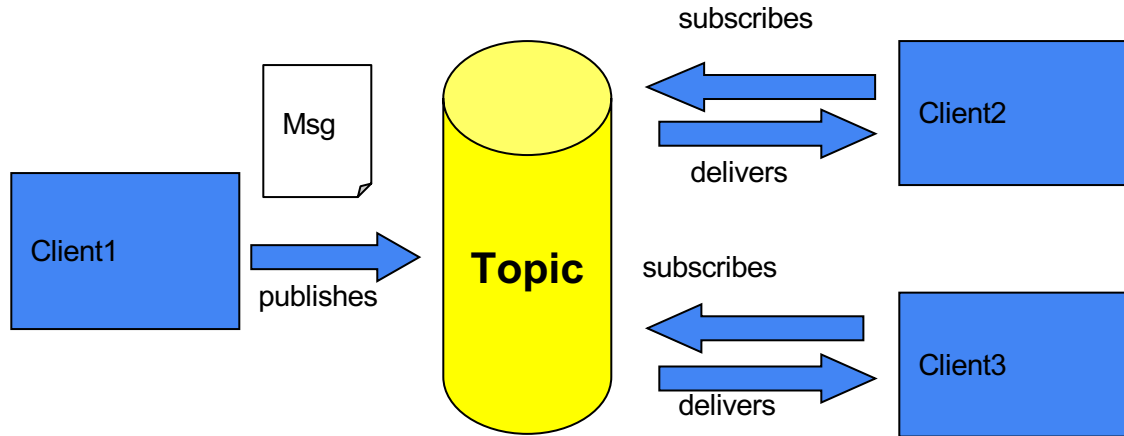 subscribes
Msg
Client2
delivers
Client1
Topic
subscribes
publishes
Client3
delivers